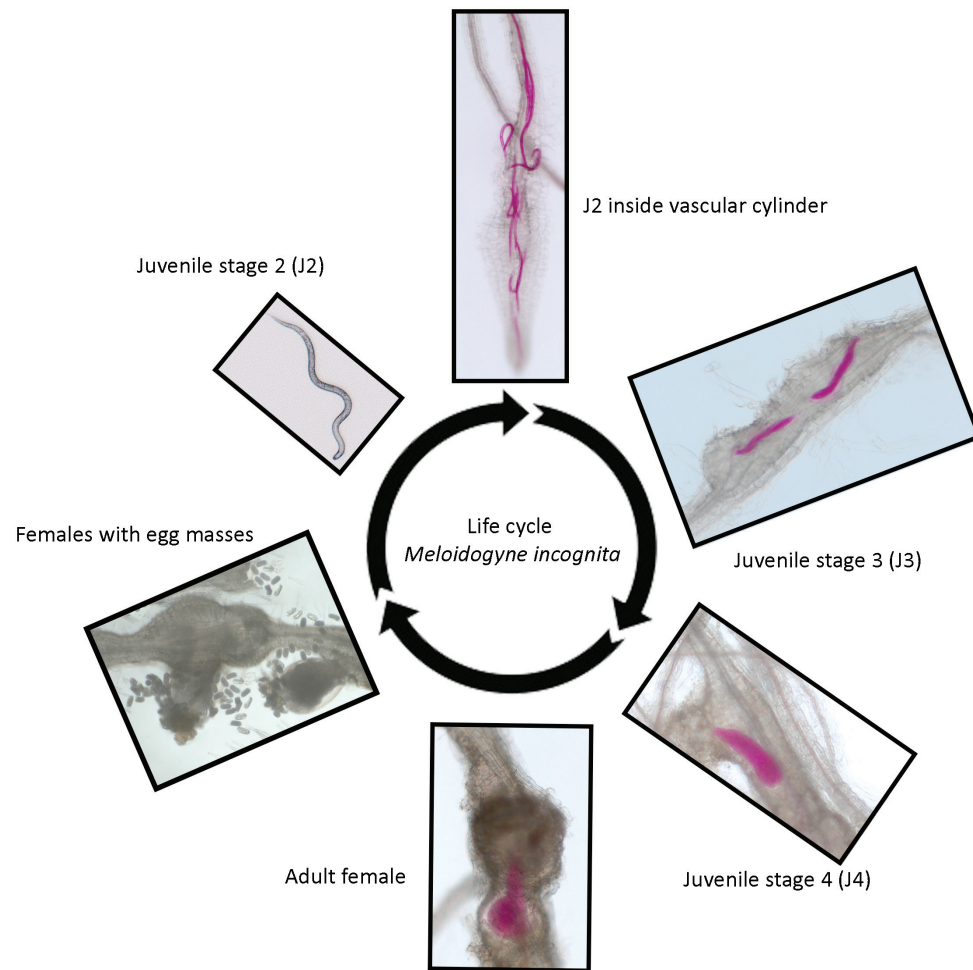 J2 inside vascular cylinder
Juvenile stage 2 (J2)
Females with egg masses
Life cycle
Meloidogyne incognita
Juvenile stage 3 (J3)
Adult female
Juvenile stage 4 (J4)